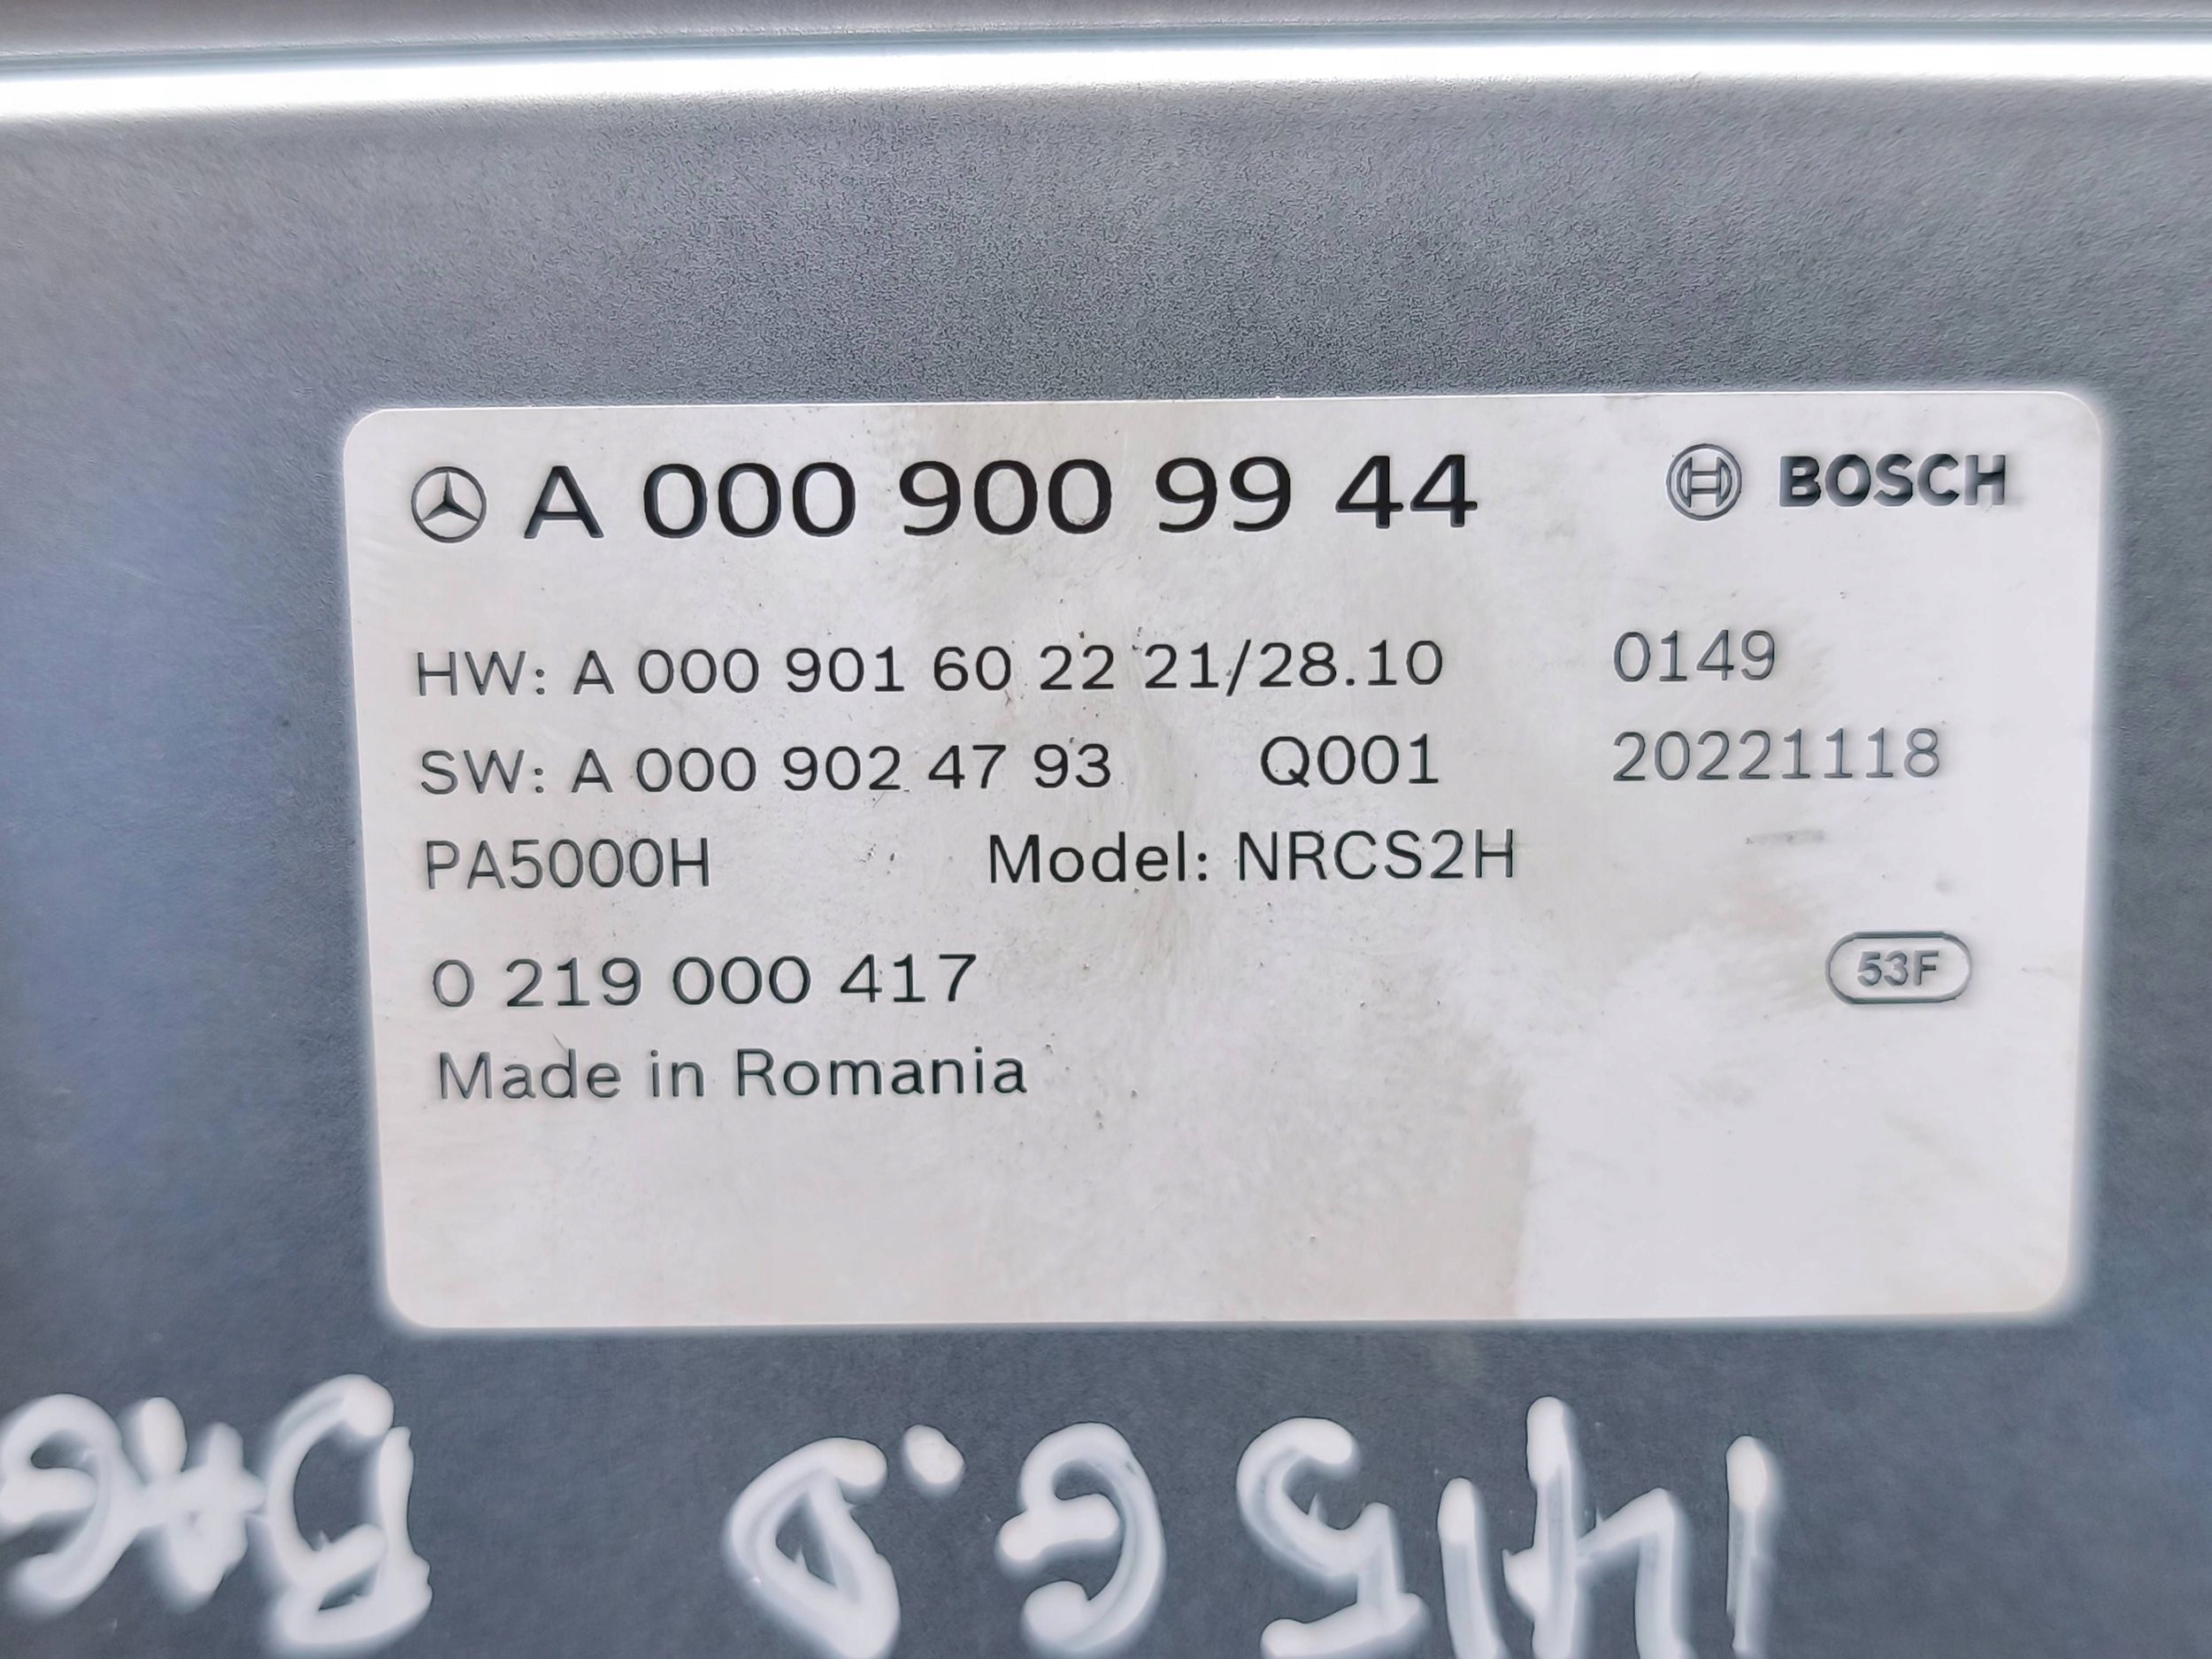 A 000 900 99 44 BOSCH
HW: A 000 901 60 22 21/28.10 0149
SW: A 000 902 47 93 Q001 20221118
PA5000H Model: NRCS2H
0 219 000 417 53F
Made in Romania